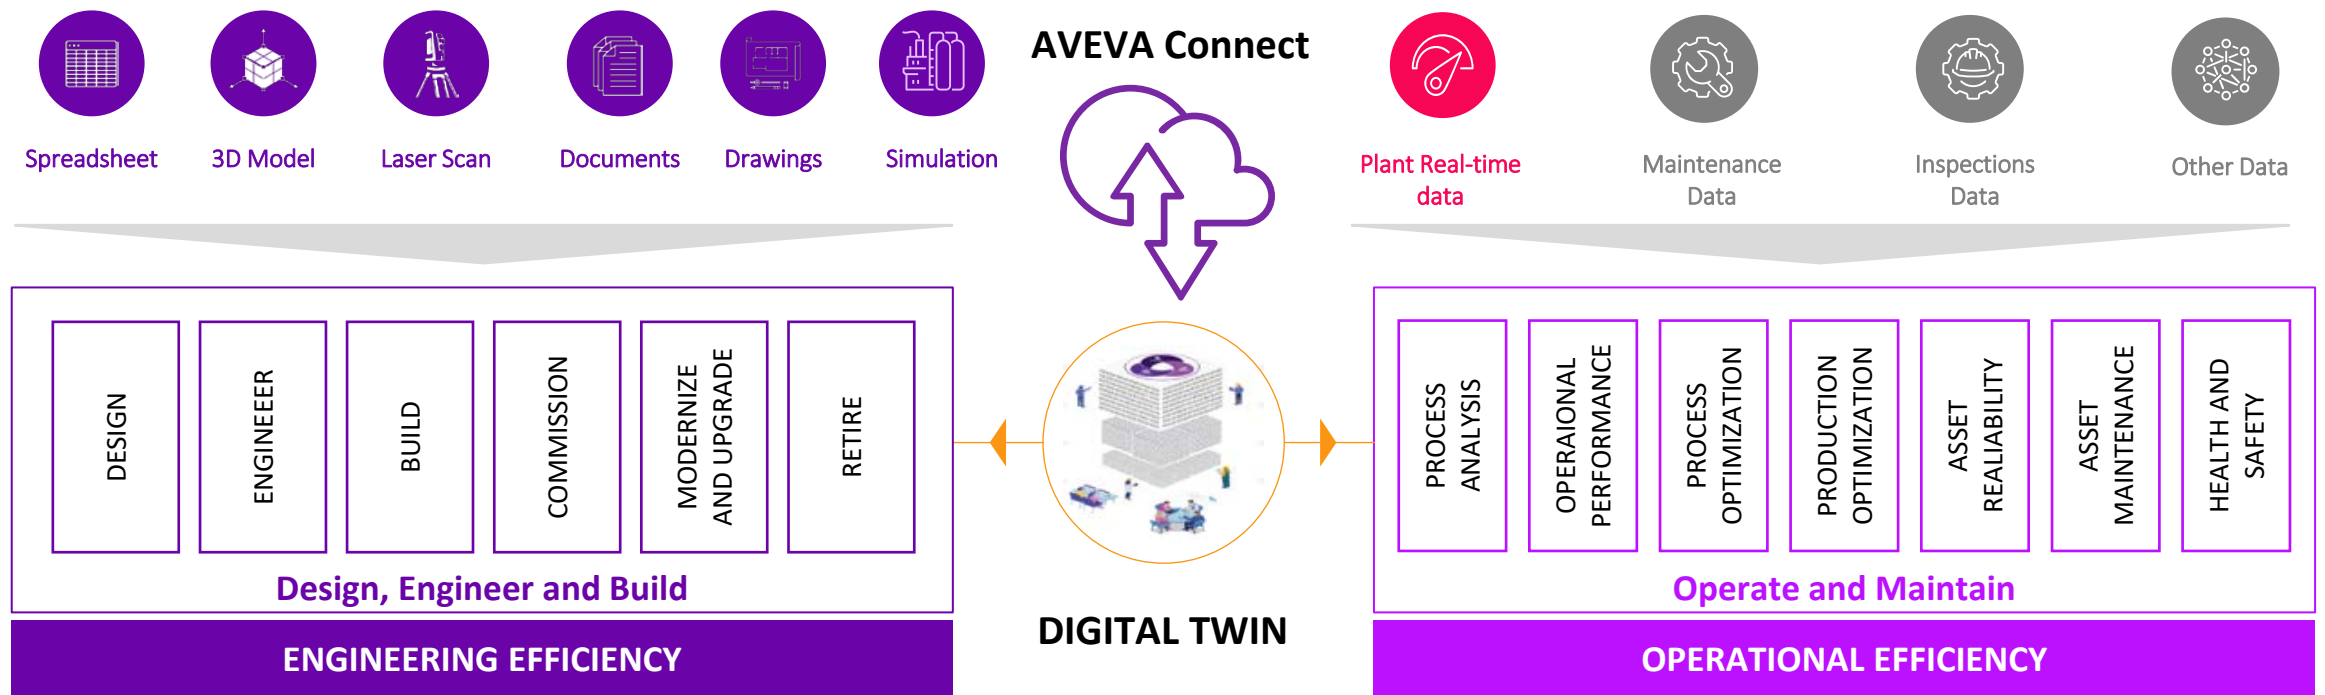 AVEVA Connect
Spreadsheet
3D Model
Laser Scan
Documents
Drawings
Simulation
Plant Real-time
data
Maintenance
Data
Inspections
Data
Other Data
DESIGN
ENGINEEER
BUILD
COMMISSION
MODERNIZE
AND UPGRADE
RETIRE
Design, Engineer and Build
ENGINEERING EFFICIENCY
DIGITAL TWIN
PROCESS
ANALYSIS
OPERAIONAL
PERFORMANCE
PROCESS
OPTIMIZATION
PRODUCTION
OPTIMIZATION
ASSET
REALIABILITY
ASSET
MAINTENANCE
HEALTH AND
SAFETY
Operate and Maintain
OPERATIONAL EFFICIENCY